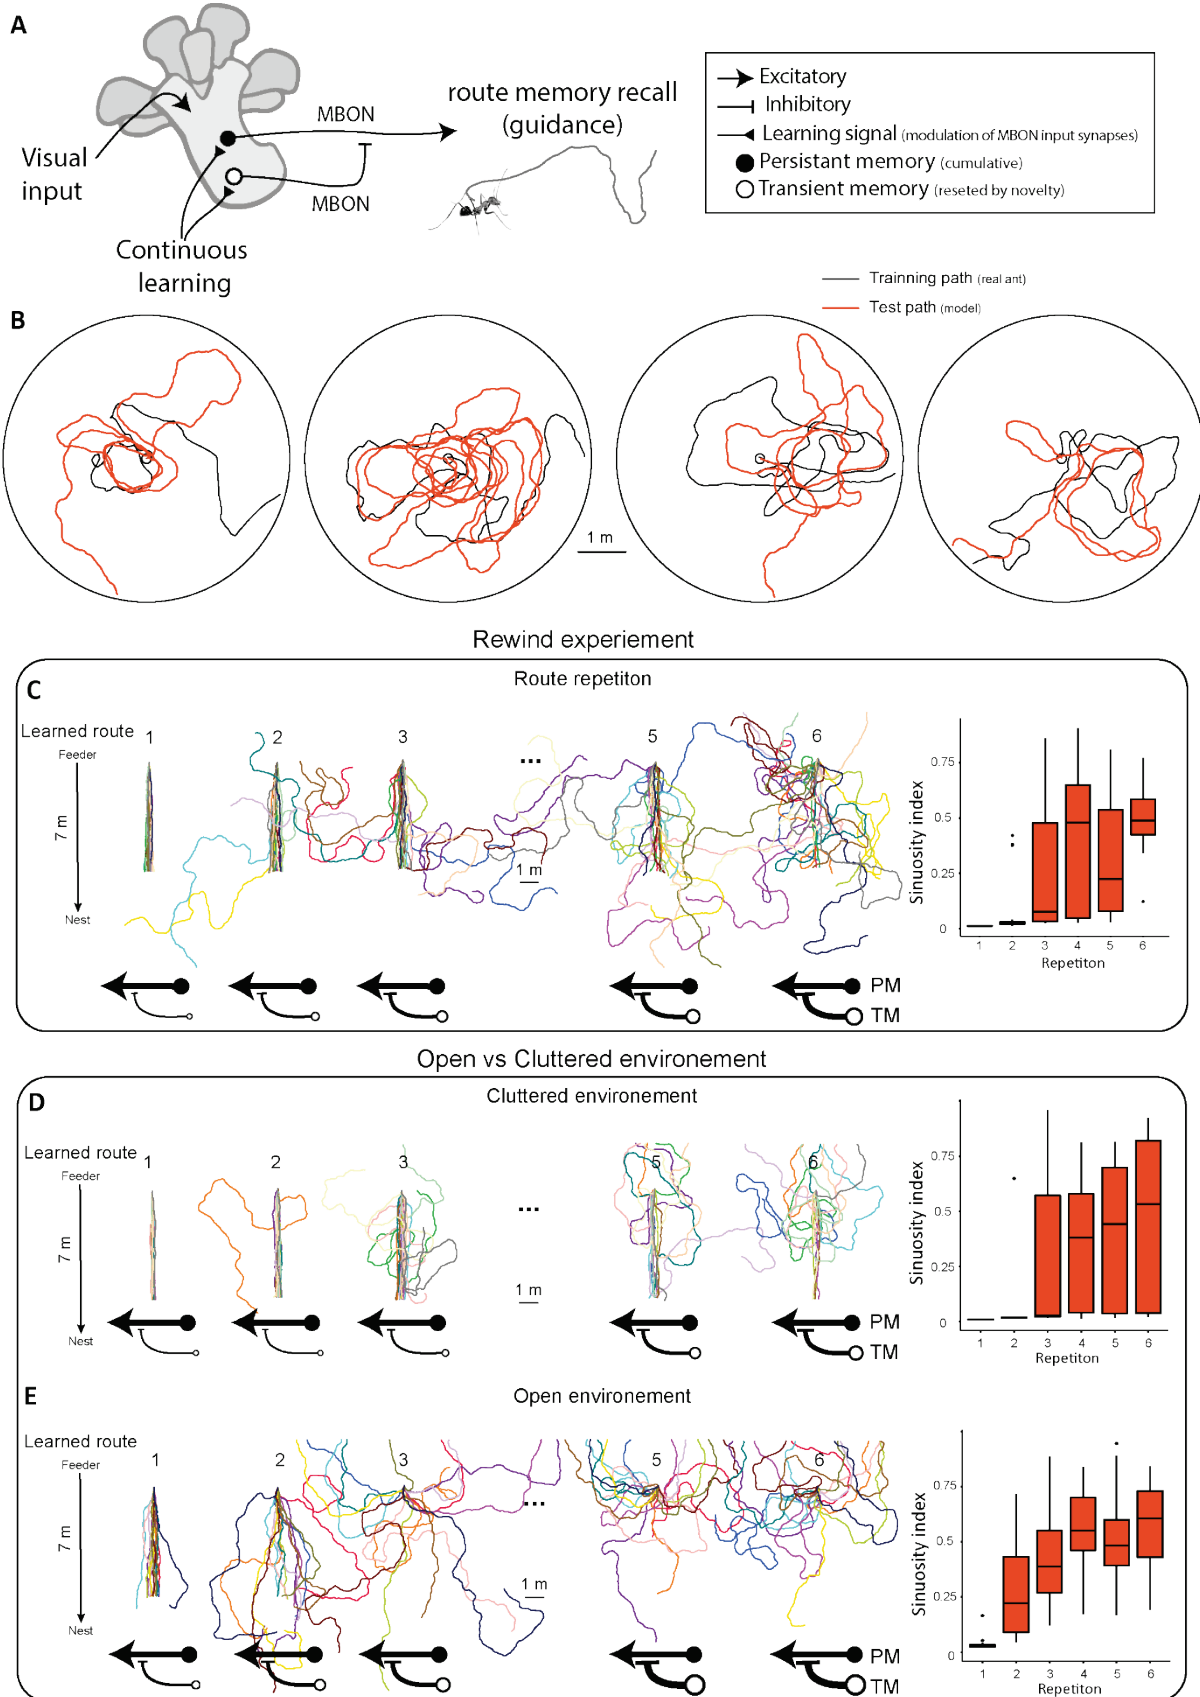 A
MBON
MBON
Visual
input
Continuous
learning
route memory recall
(guidance)
Excitatory
Inhibitory
Learning signal (modulation of MBON input synapses)
Persistant memory (cumulative)
Transient memory (reseted by novelty)
Trainning path (real ant)
Test path (model)
B
1 m
Rewind experiement
C
Route repetiton
Learned route
Feeder
7 m
Nest
1
2
3
...
5
6
1 m
PM
TM
Sinuosity index
0.75
0.5
0.25
0
1 2 3 4 5 6
Repetiton
Open vs Cluttered environement
D
Cluttered environement
Learned route
Feeder
7 m
Nest
1
2
3
...
5
6
1 m
PM
TM
Sinuosity index
0.75
0.5
0.25
0
1 2 3 4 5 6
Repetiton
E
Open environement
Learned route
Feeder
7 m
Nest
1
2
3
...
5
6
1 m
PM
TM
Sinuosity index
0.75
0.5
0.25
0
1 2 3 4 5 6
Repetiton